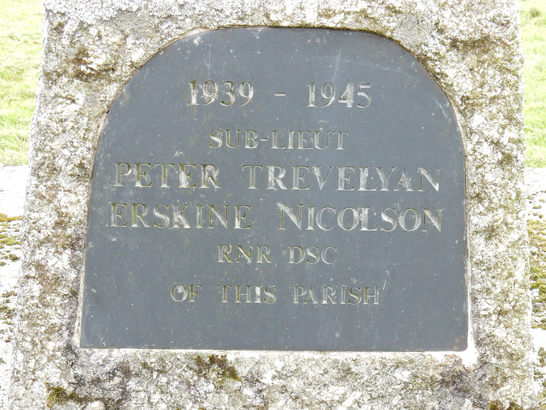 1939 - 1945
SUB-LIEUT
PETER TREVELYAN
ERSKINE NICOLSON
RNR DSC
OF THIS PARISH